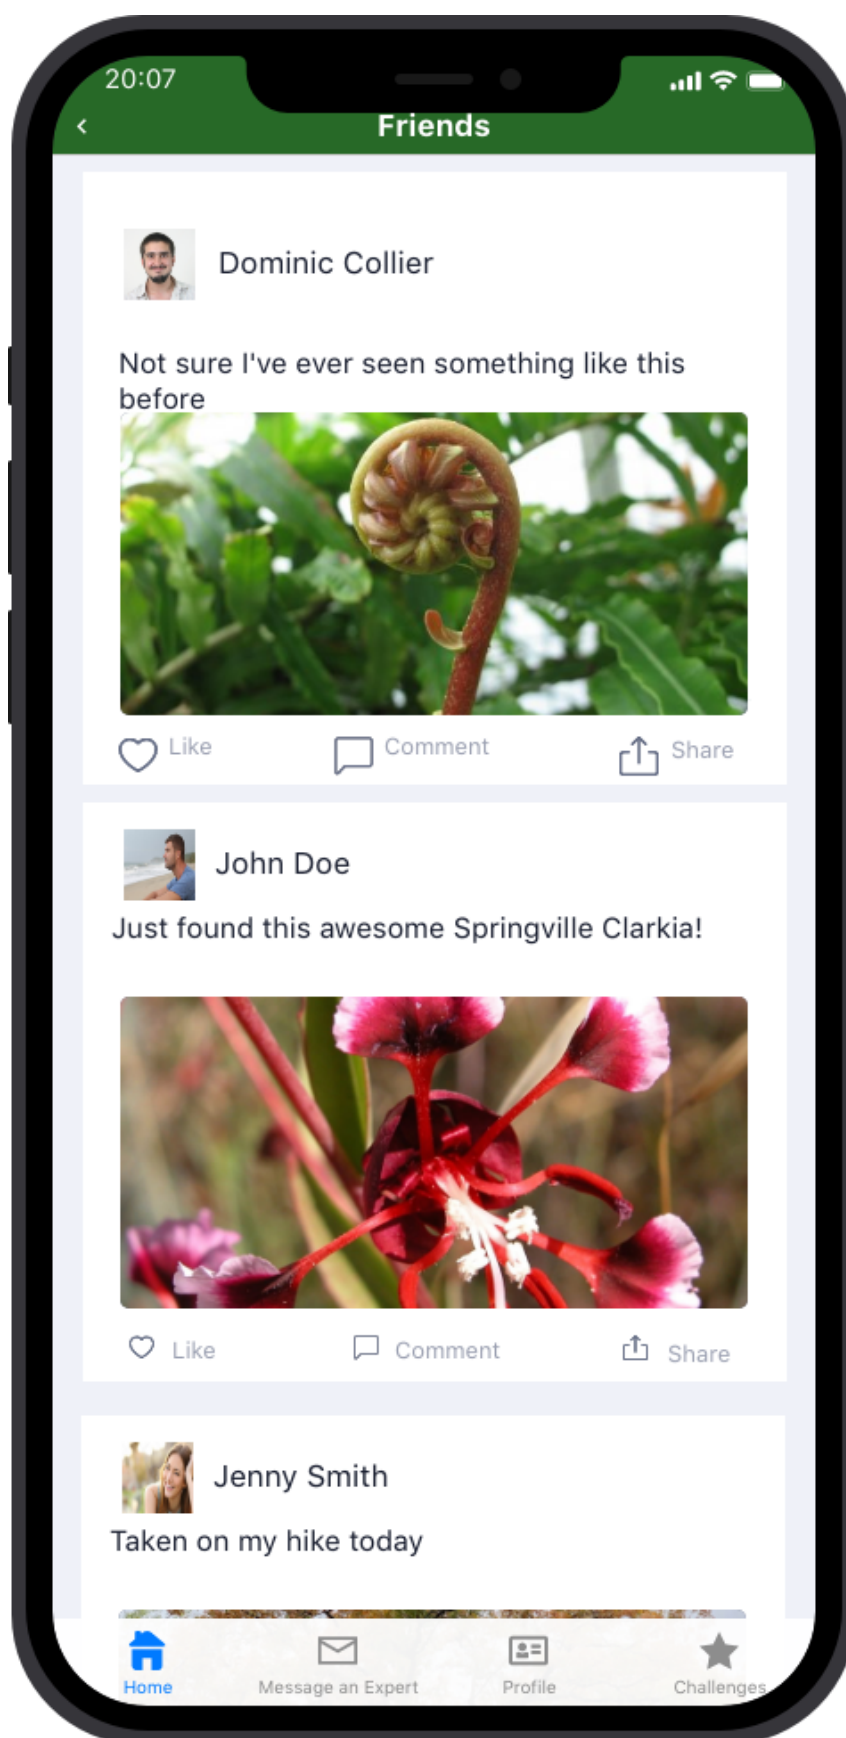 20:07
Friends
Dominic Collier
Not sure I've ever seen something like this
before
Like
Comment
Share
John Doe
Just found this awesome Springville Clarkia!
Like
Comment
Share
Jenny Smith
Taken on my hike today
Home
Message an Expert
Profile
Challenges